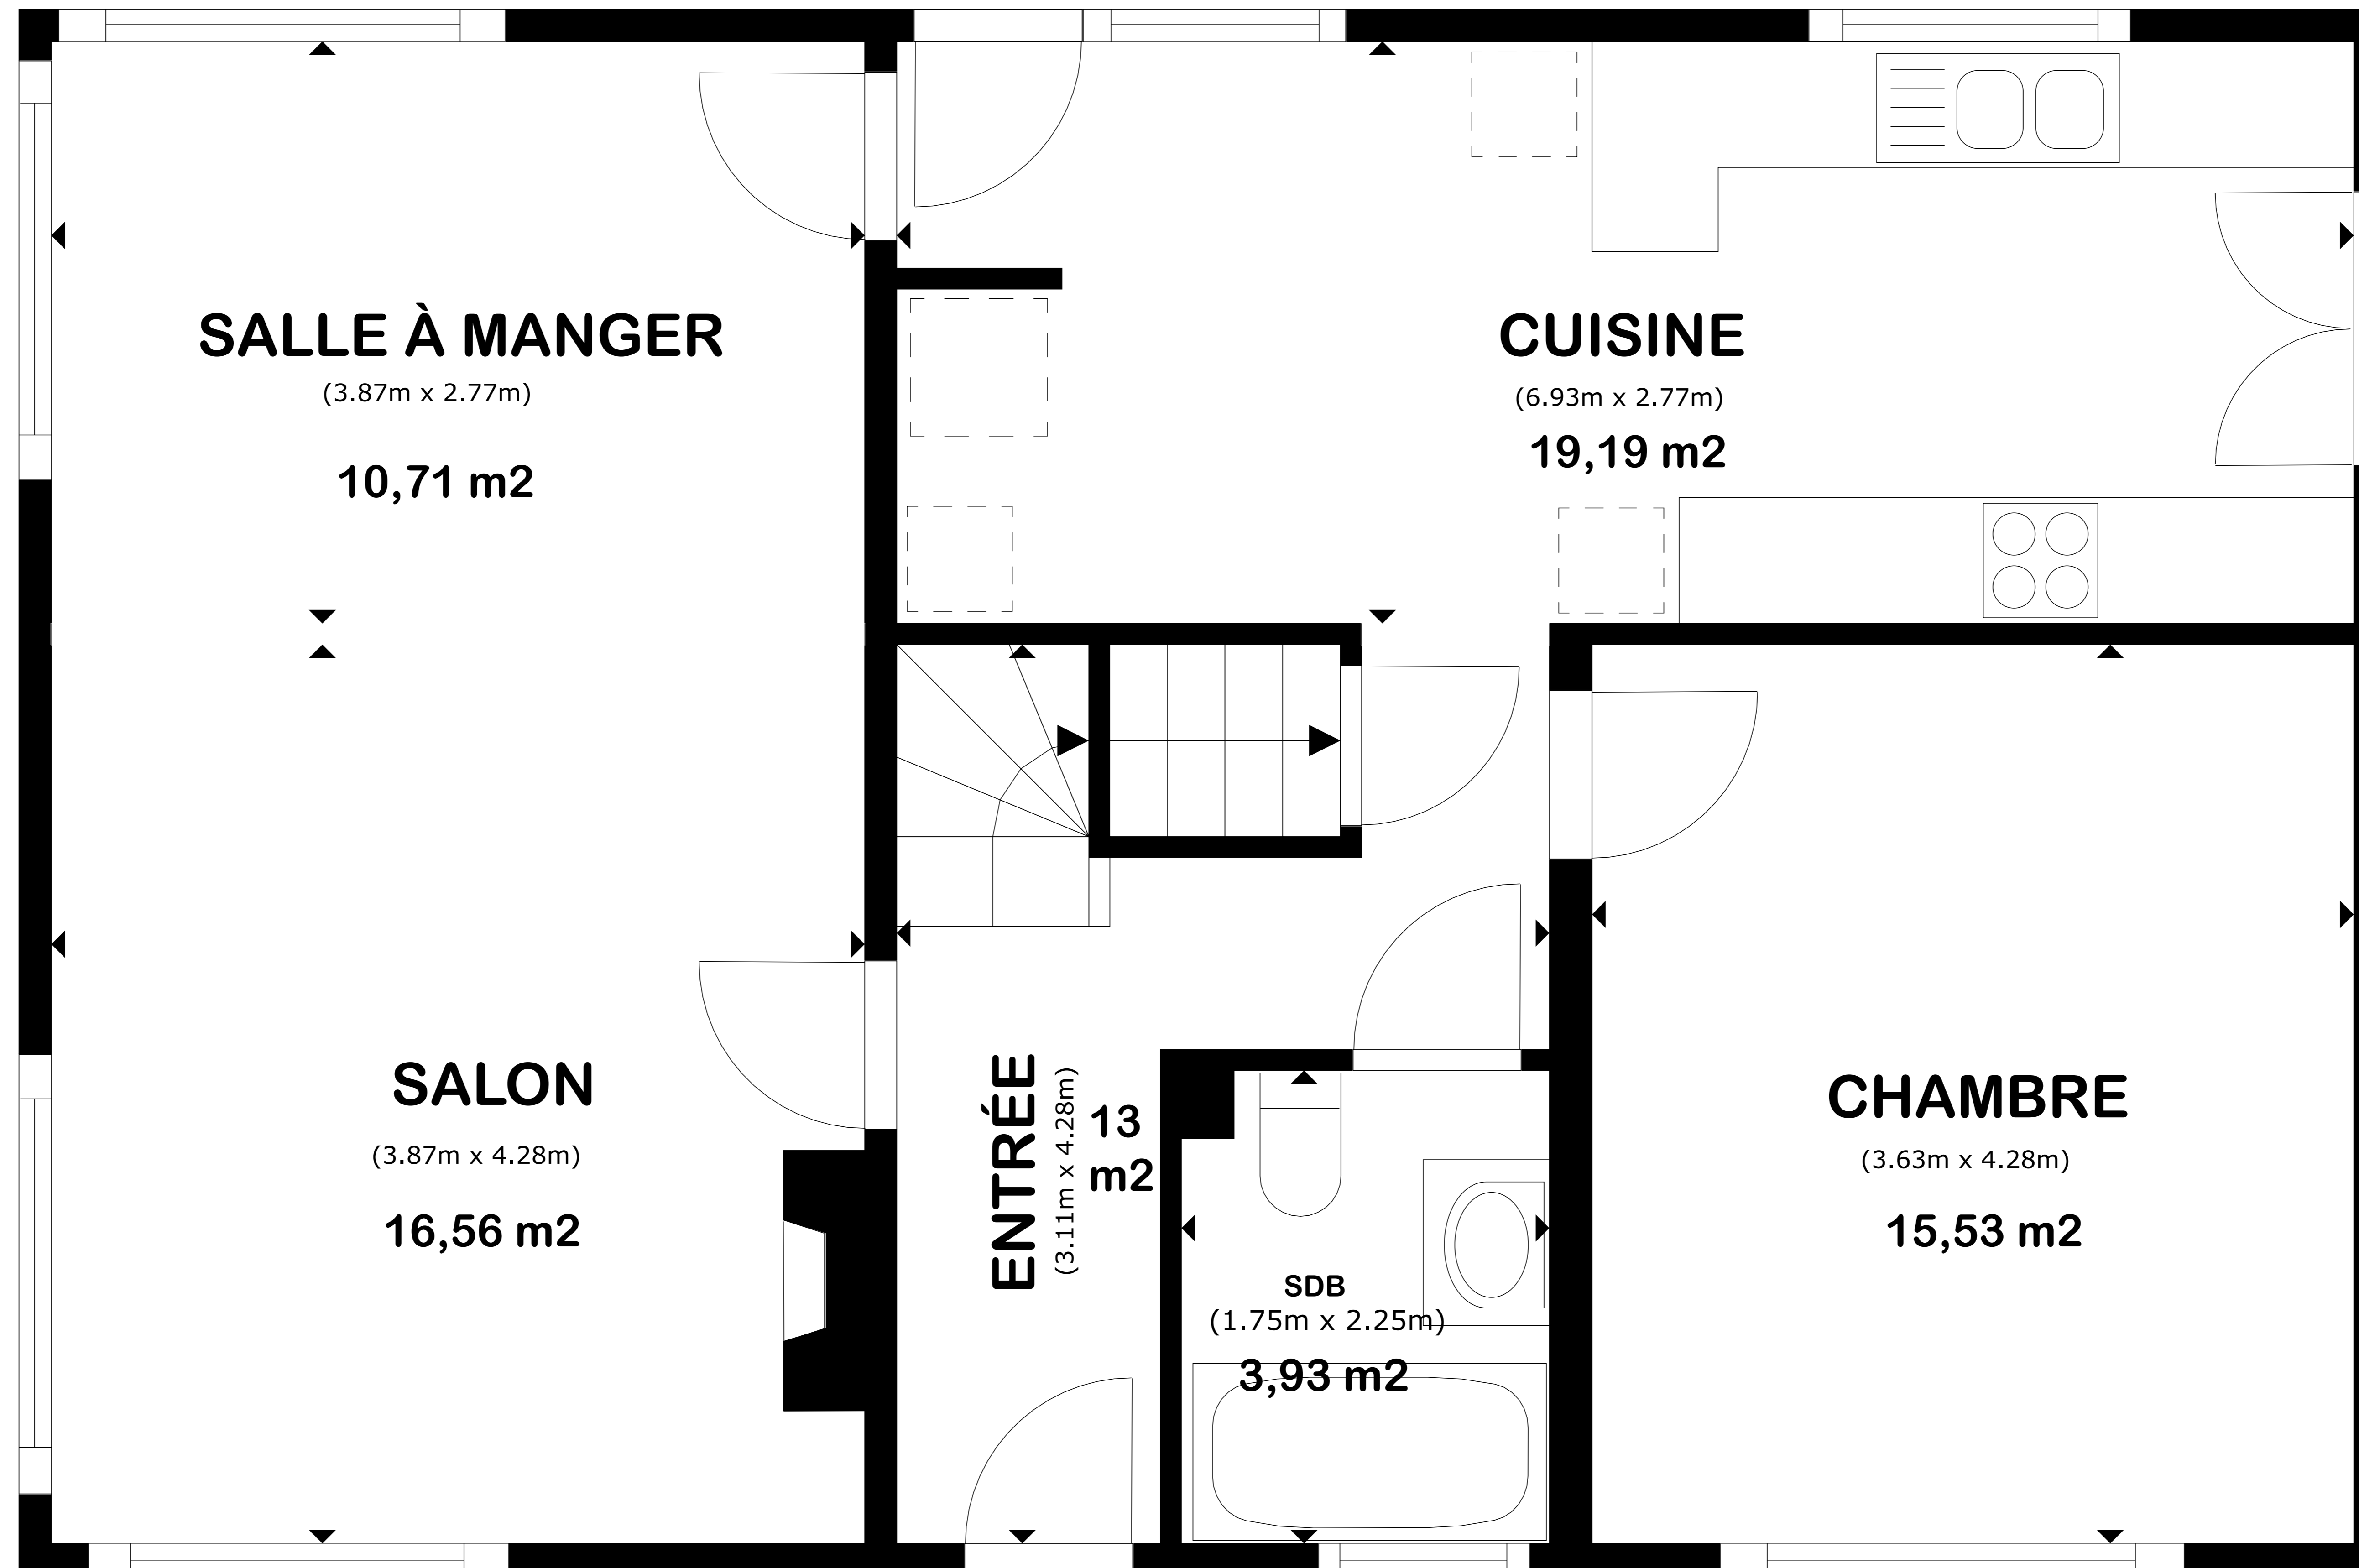 SALLE À MANGER
(3.87m x 2.77m)
10,71 m2
CUISINE
(6.93m x 2.77m)
19,19 m2
SALON
(3.87m x 4.28m)
16,56 m2
ENTRÉE
(3.11m x 4.28m)
13
m2
SDB
(1.75m x 2.25m)
3,93 m2
CHAMBRE
(3.63m x 4.28m)
15,53 m2